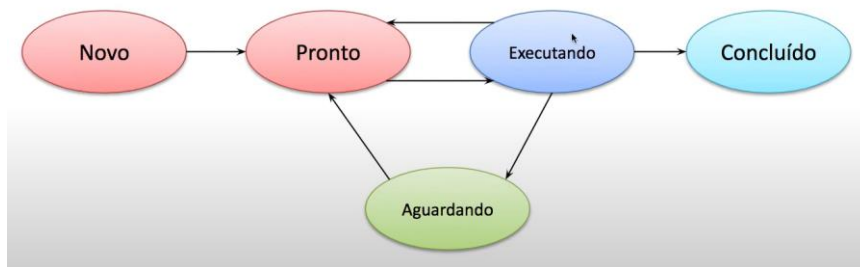 Novo
Pronto
Executando
Concluído
Aguardando